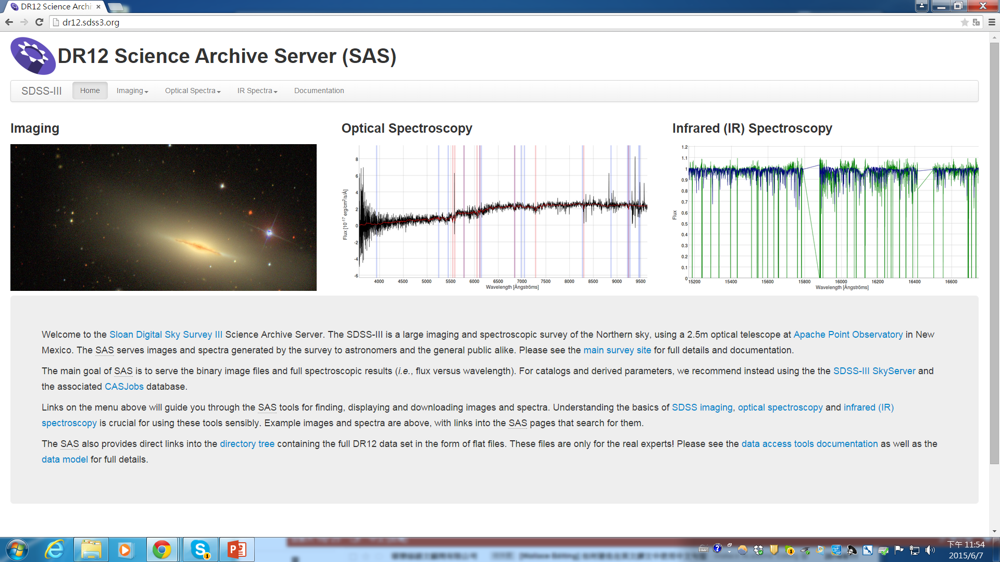 DR12 Science Archi
dr12.sdss3.org
DR12 Science Archive Server (SAS)
SDSS-III Home Imaging Optical Spectra IR Spectra Documentation
Imaging
Optical Spectroscopy
8
6
4
2
0
-2
-4
-6
Flux [10⁻¹⁷ erg/cm²/s/Å]
4000 4500 5000 5500 6000 6500 7000 7500 8000 8500 9000 9500
Wavelength [Ångströms]
Infrared (IR) Spectroscopy
1.2
1.1
1
0.9
0.8
0.7
0.6
0.5
0.4
0.3
0.2
0.1
0
Flux
15200 15400 15600 15800 16000 16200 16400 16600
Wavelength [Ångströms]
Welcome to the Sloan Digital Sky Survey III Science Archive Server. The SDSS-III is a large imaging and spectroscopic survey of the Northern sky, using a 2.5m optical telescope at Apache Point Observatory in New
Mexico. The SAS serves images and spectra generated by the survey to astronomers and the general public alike. Please see the main survey site for full details and documentation.
The main goal of SAS is to serve the binary image files and full spectroscopic results (i.e., flux versus wavelength). For catalogs and derived parameters, we recommend instead using the the SDSS-III SkyServer and
the associated CASJobs database.
Links on the menu above will guide you through the SAS tools for finding, displaying and downloading images and spectra. Understanding the basics of SDSS imaging, optical spectroscopy and infrared (IR)
spectroscopy is crucial for using these tools sensibly. Example images and spectra are above, with links into the SAS pages that search for them.
The SAS also provides direct links into the directory tree containing the full DR12 data set in the form of flat files. These files are only for the real experts! Please see the data access tools documentation as well as the
data model for full details.
下午 11:54
2015/6/7